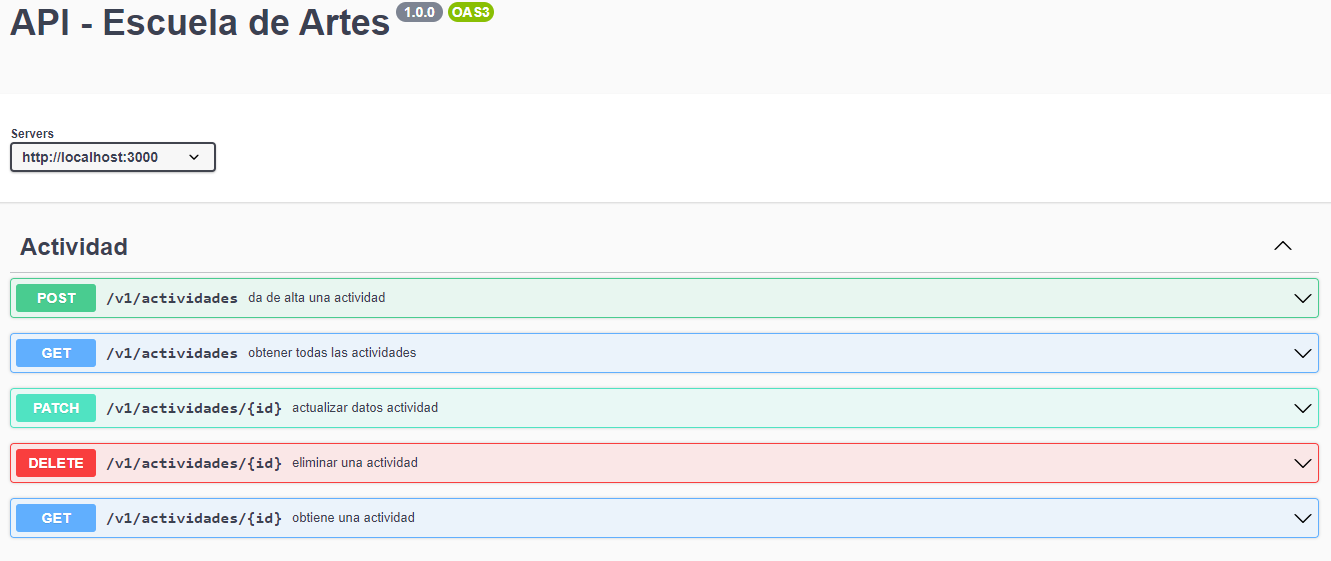 API - Escuela de Artes 1.0.0 OAS3
Servers
http://localhost:3000
Actividad
POST /v1/actividades da de alta una actividad
GET /v1/actividades obtener todas las actividades
PATCH /v1/actividades/{id} actualizar datos actividad
DELETE /v1/actividades/{id} eliminar una actividad
GET /v1/actividades/{id} obtiene una actividad